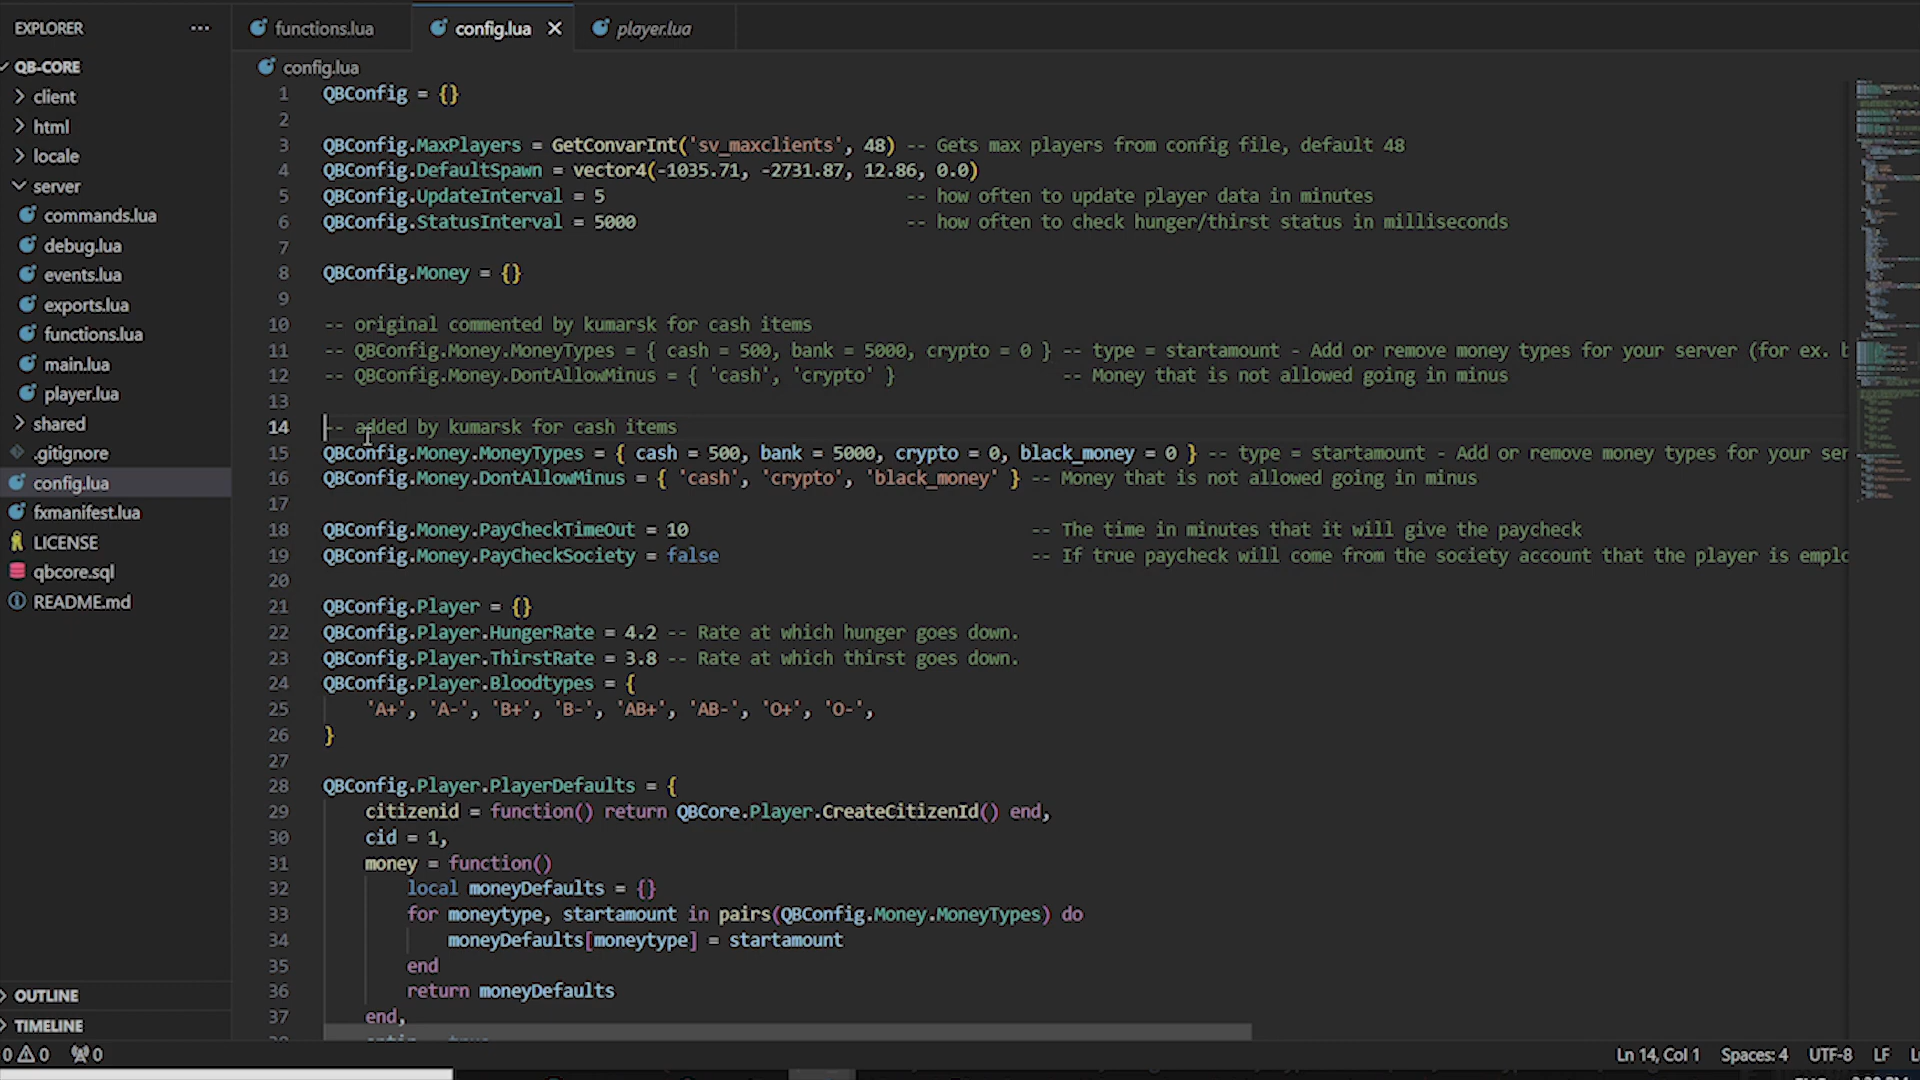 EXPLORER
QB-CORE
client
html
locale
server
commands.lua
debug.lua
events.lua
exports.lua
functions.lua
main.lua
player.lua
shared
.gitignore
config.lua
fxmanifest.lua
LICENSE
qbcore.sql
README.md
OUTLINE
TIMELINE
functions.lua
config.lua
player.lua
config.lua
1 QBConfig = {}
2
3 QBConfig.MaxPlayers = GetConvarInt('sv_maxclients', 48) -- Gets max players from config file, default 48
4 QBConfig.DefaultSpawn = vector4(-1035.71, -2731.87, 12.86, 0.0)
5 QBConfig.UpdateInterval = 5 -- how often to update player data in minutes
6 QBConfig.StatusInterval = 5000 -- how often to check hunger/thirst status in milliseconds
7
8 QBConfig.Money = {}
9
10 -- original commented by kumarsk for cash items
11 -- QBConfig.Money.MoneyTypes = { cash = 500, bank = 5000, crypto = 0 } -- type = startamount - Add or remove money types for your server (for ex. b
12 -- QBConfig.Money.DontAllowMinus = { 'cash', 'crypto' } -- Money that is not allowed going in minus
13
14 -- added by kumarsk for cash items
15 QBConfig.Money.MoneyTypes = { cash = 500, bank = 5000, crypto = 0, black_money = 0 } -- type = startamount - Add or remove money types for your ser
16 QBConfig.Money.DontAllowMinus = { 'cash', 'crypto', 'black_money' } -- Money that is not allowed going in minus
17
18 QBConfig.Money.PayCheckTimeOut = 10 -- The time in minutes that it will give the paycheck
19 QBConfig.Money.PayCheckSociety = false -- If true paycheck will come from the society account that the player is emplo
20
21 QBConfig.Player = {}
22 QBConfig.Player.HungerRate = 4.2 -- Rate at which hunger goes down.
23 QBConfig.Player.ThirstRate = 3.8 -- Rate at which thirst goes down.
24 QBConfig.Player.Bloodtypes = {
25 'A+', 'A-', 'B+', 'B-', 'AB+', 'AB-', 'O+', 'O-',
26 }
27
28 QBConfig.Player.PlayerDefaults = {
29 citizenid = function() return QBCore.Player.CreateCitizenId() end,
30 cid = 1,
31 money = function()
32 local moneyDefaults = {}
33 for moneytype, startamount in pairs(QBConfig.Money.MoneyTypes) do
34 moneyDefaults[moneytype] = startamount
35 end
36 return moneyDefaults
37 end,
0 0 0
Ln 14, Col 1 Spaces: 4 UTF-8 LF